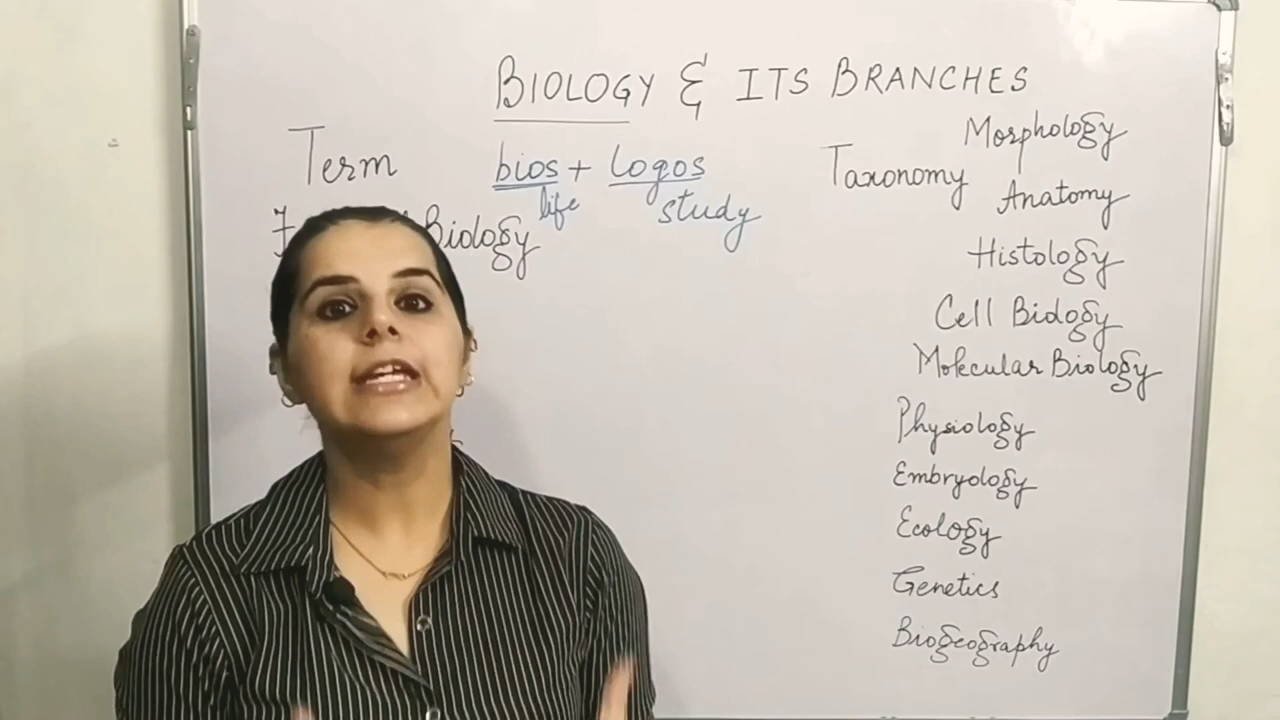 BIOLOGY & ITS BRANCHES
Term bios + logos
life study
Biology
Morphology
Taxonomy
Anatomy
Histology
Cell Biology
Molecular Biology
Physiology
Embryology
Ecology
Genetics
Biogeography